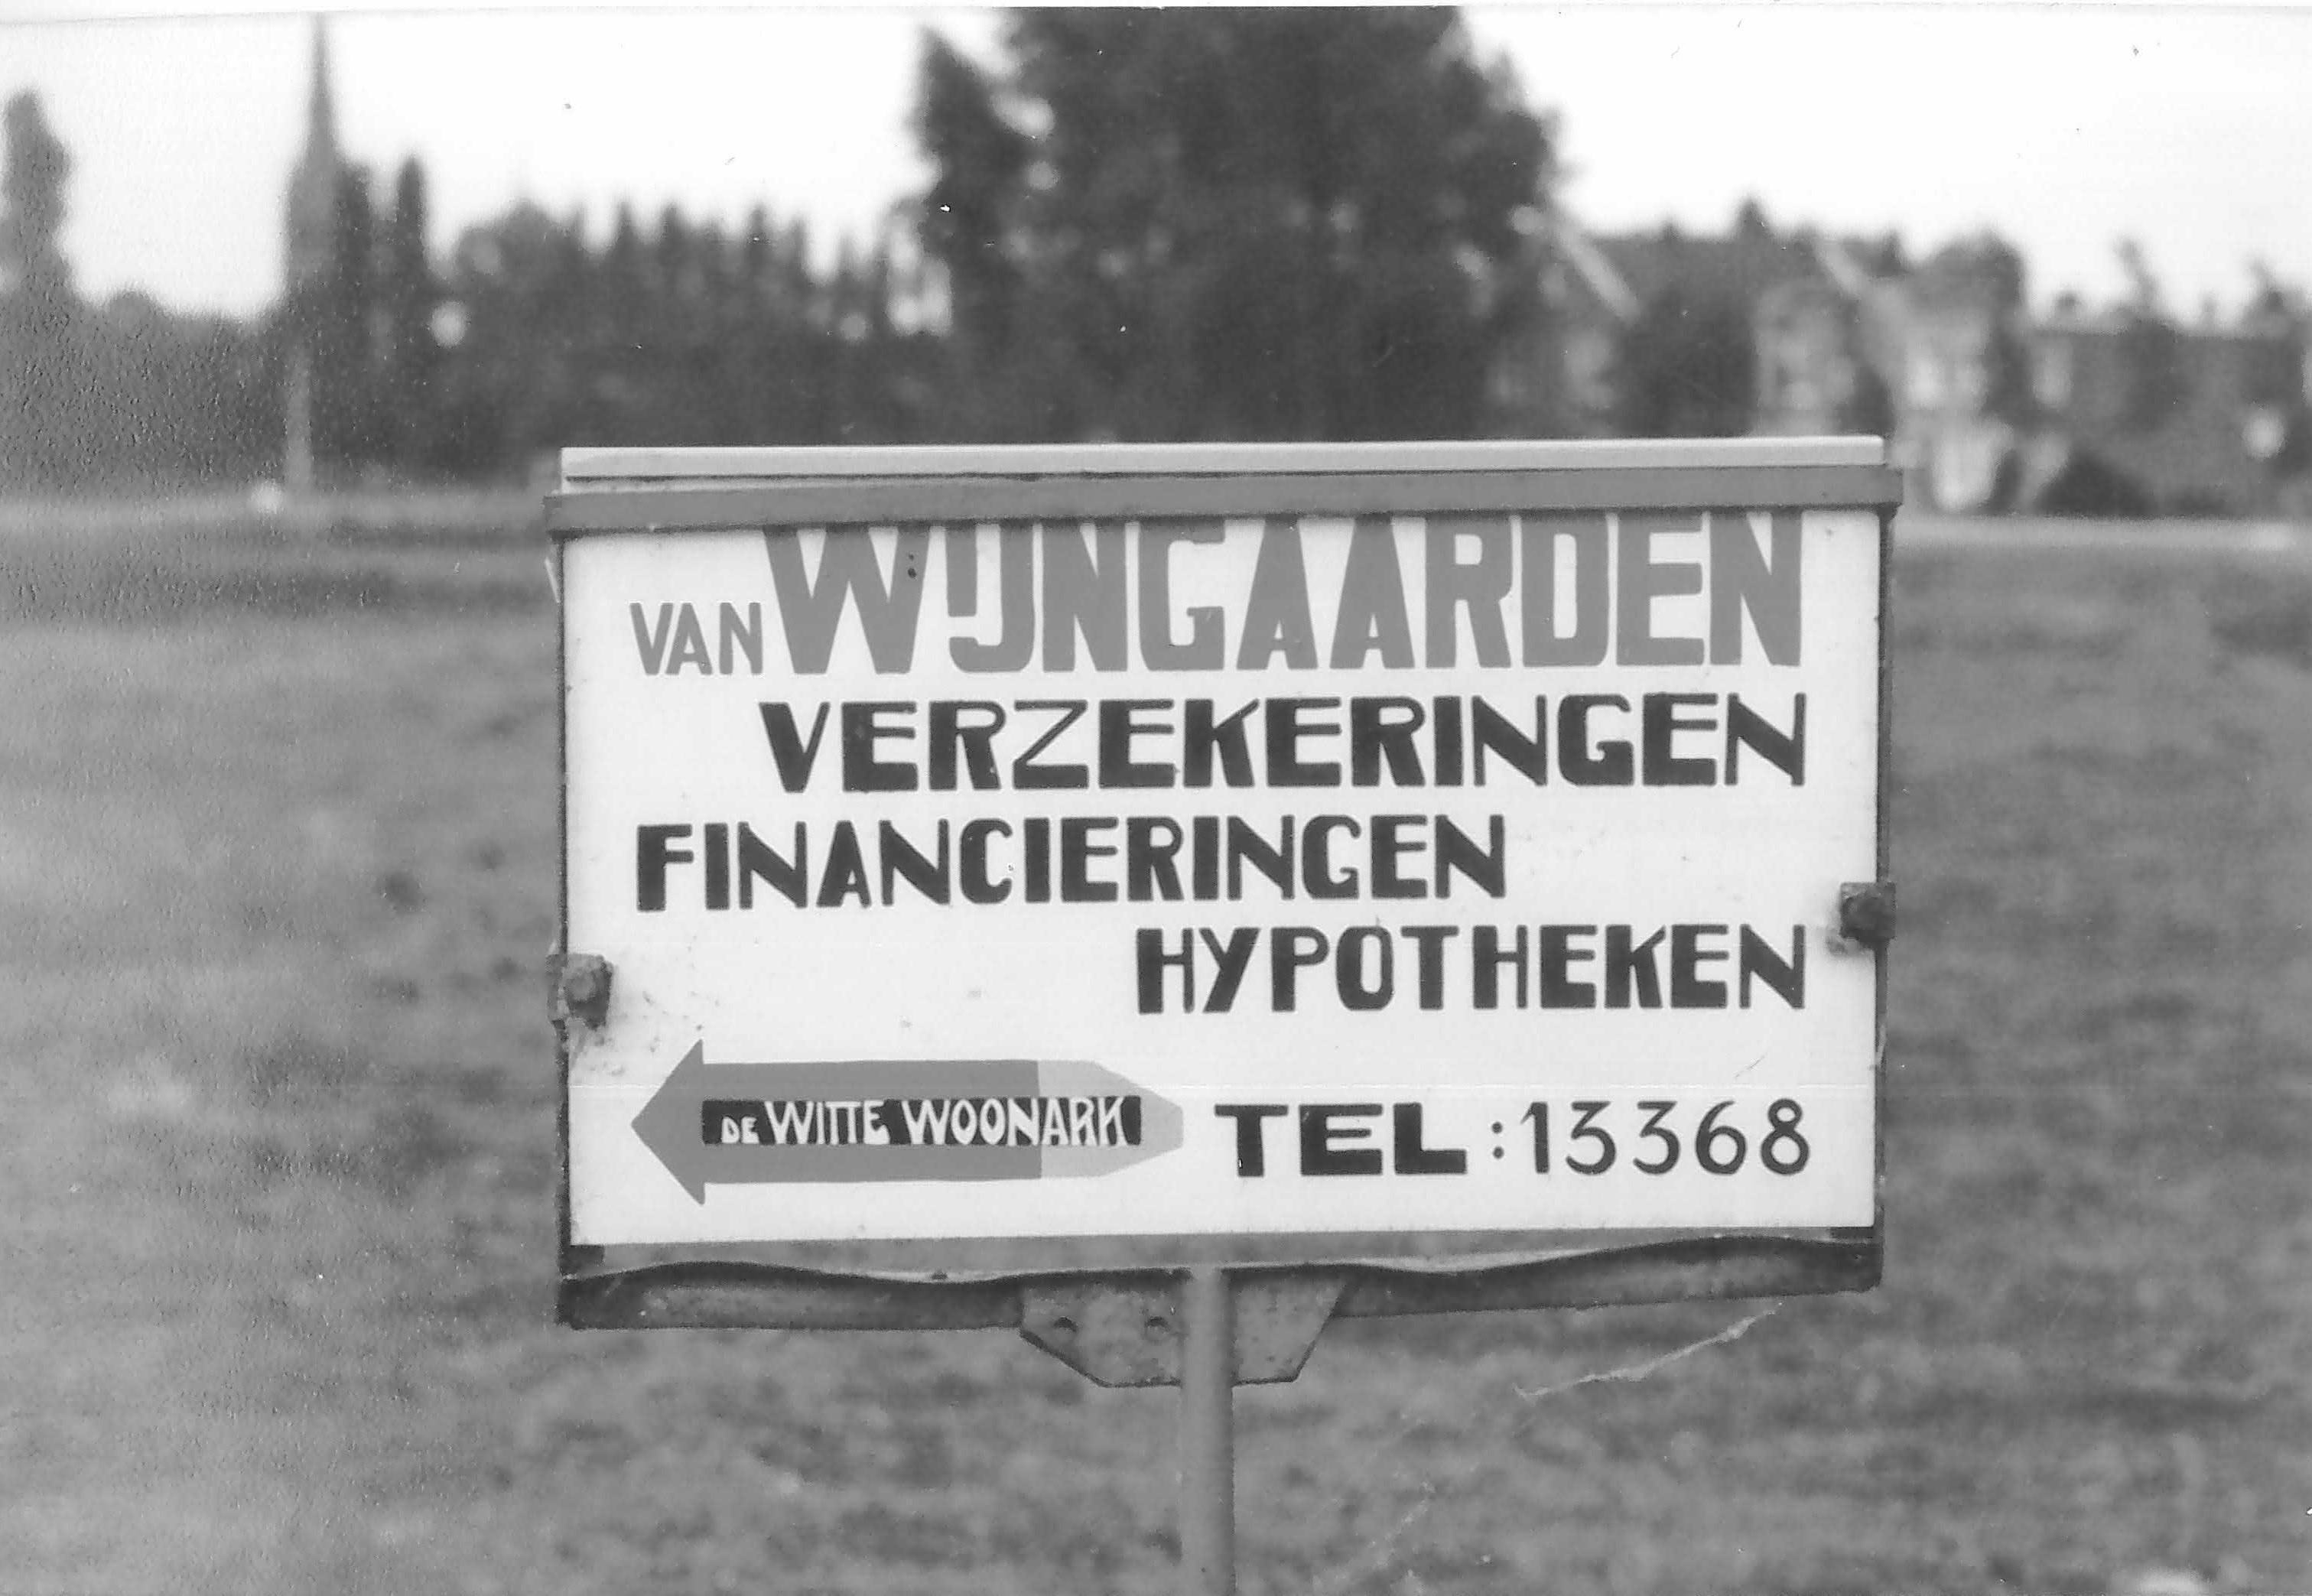 VAN WIJNGAARDEN
VERZEKERINGEN
FINANCIERINGEN
HYPOTHEKEN
DE WITTE WOONARK
TEL:13368